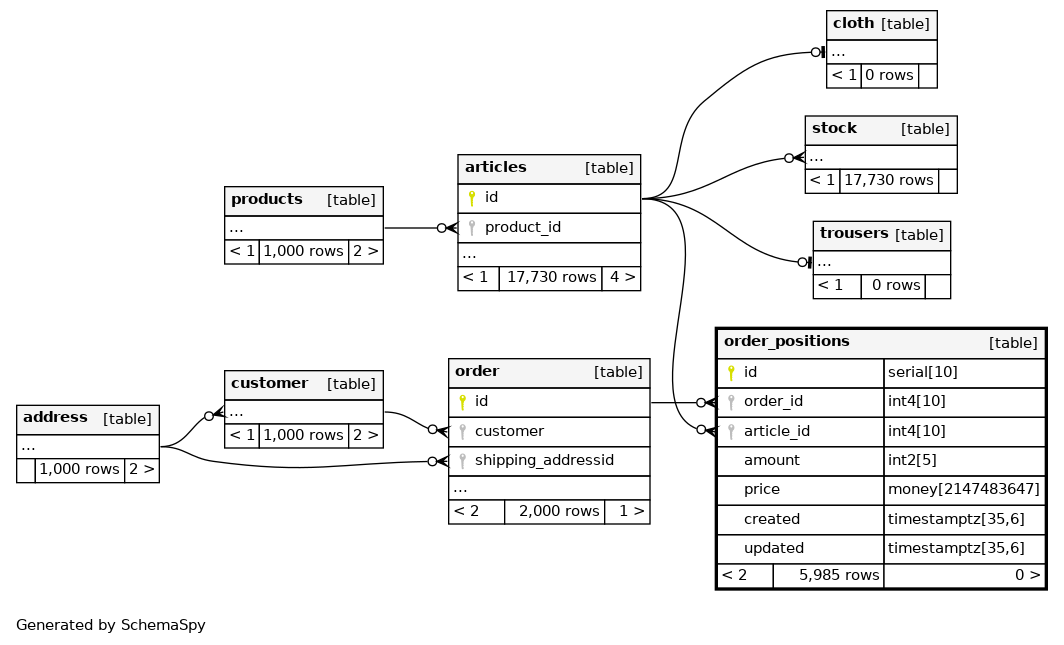 cloth [table]
...
< 1 0 rows
stock [table]
...
< 1 17,730 rows
articles [table]
id
product_id
...
< 1 17,730 rows 4 >
products [table]
...
< 1 1,000 rows 2 >
trousers [table]
...
< 1 0 rows
order_positions [table]
id serial[10]
order_id int4[10]
article_id int4[10]
amount int2[5]
price money[2147483647]
created timestamptz[35,6]
updated timestamptz[35,6]
< 2 5,985 rows 0 >
order [table]
id
customer
shipping_addressid
...
< 2 2,000 rows 1 >
customer [table]
...
< 1 1,000 rows 2 >
address [table]
...
1,000 rows 2 >
Generated by SchemaSpy